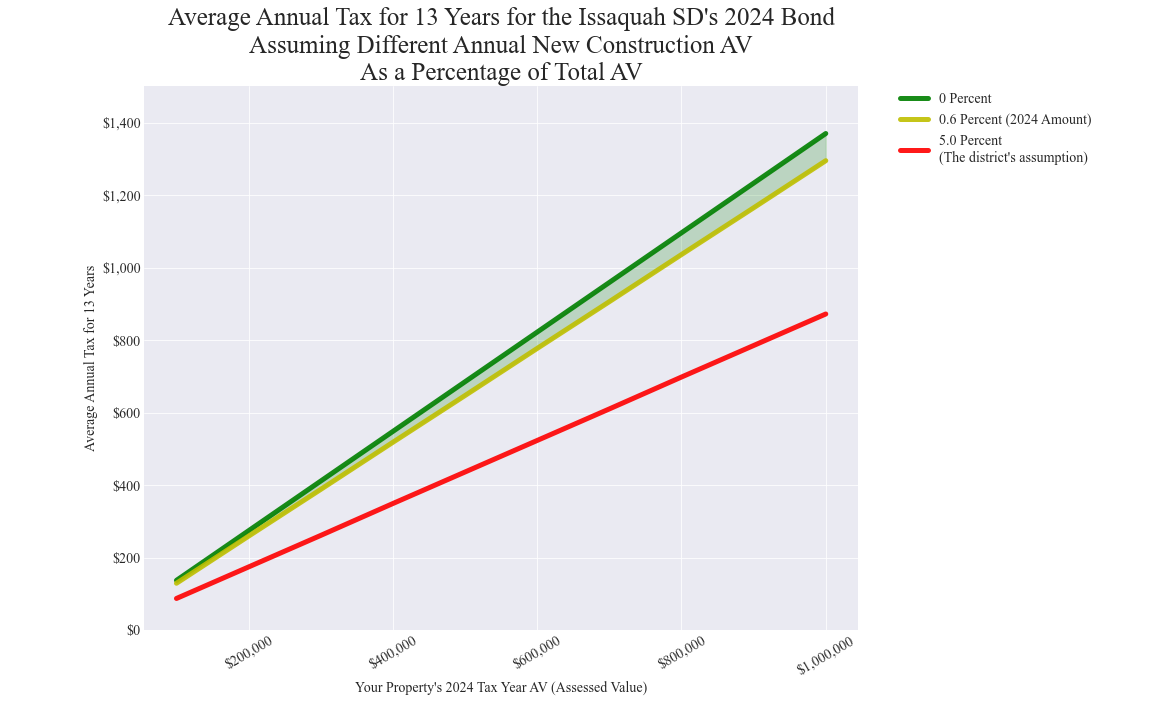 Average Annual Tax for 13 Years for the Issaquah SD's 2024 Bond
Assuming Different Annual New Construction AV
As a Percentage of Total AV
0 Percent
0.6 Percent (2024 Amount)
5.0 Percent
(The district's assumption)
Average Annual Tax for 13 Years
$1,400
$1,200
$1,000
$800
$600
$400
$200
$0
$200,000
$400,000
$600,000
$800,000
$1,000,000
Your Property's 2024 Tax Year AV (Assessed Value)